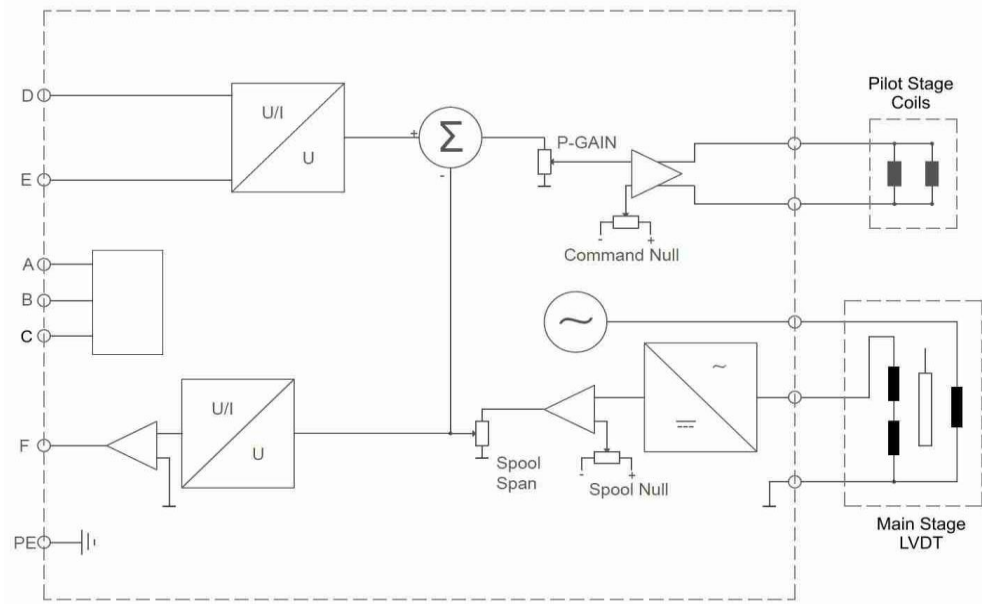 Pilot Stage
Coils
D
U/I
U
+
Σ
-
P-GAIN
E
-
+
Command Null
A
B
C
~
~
U/I
U
F
Spool
Span
-
+
Spool Null
PE
Main Stage
LVDT